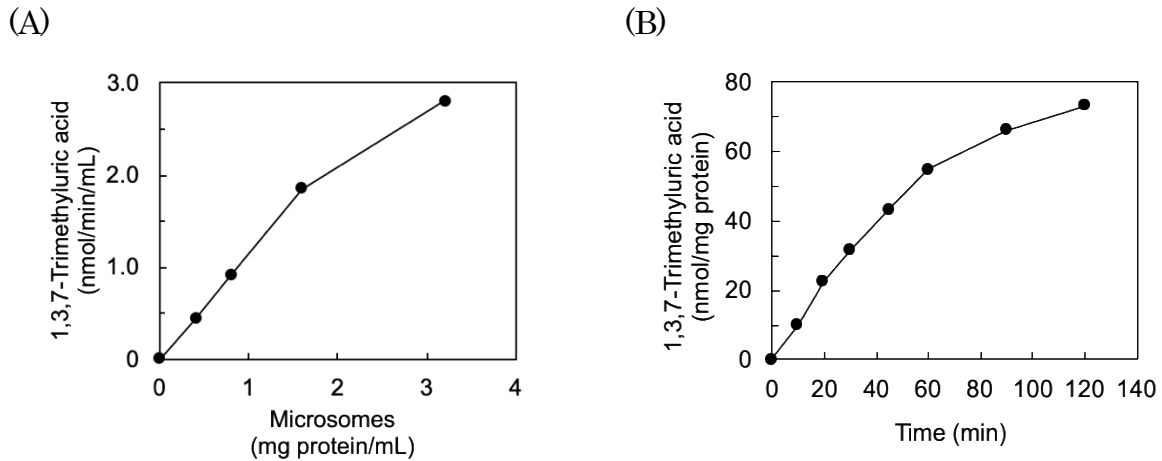 (A)
(B)
1,3,7-Trimethyluric acid
(nmol/min/mL)
3.0
2.0
1.0
0
0 1 2 3 4
Microsomes
(mg protein/mL)
1,3,7-Trimethyluric acid
(nmol/mg protein)
80
60
40
20
0
0 20 40 60 80 100 120 140
Time (min)